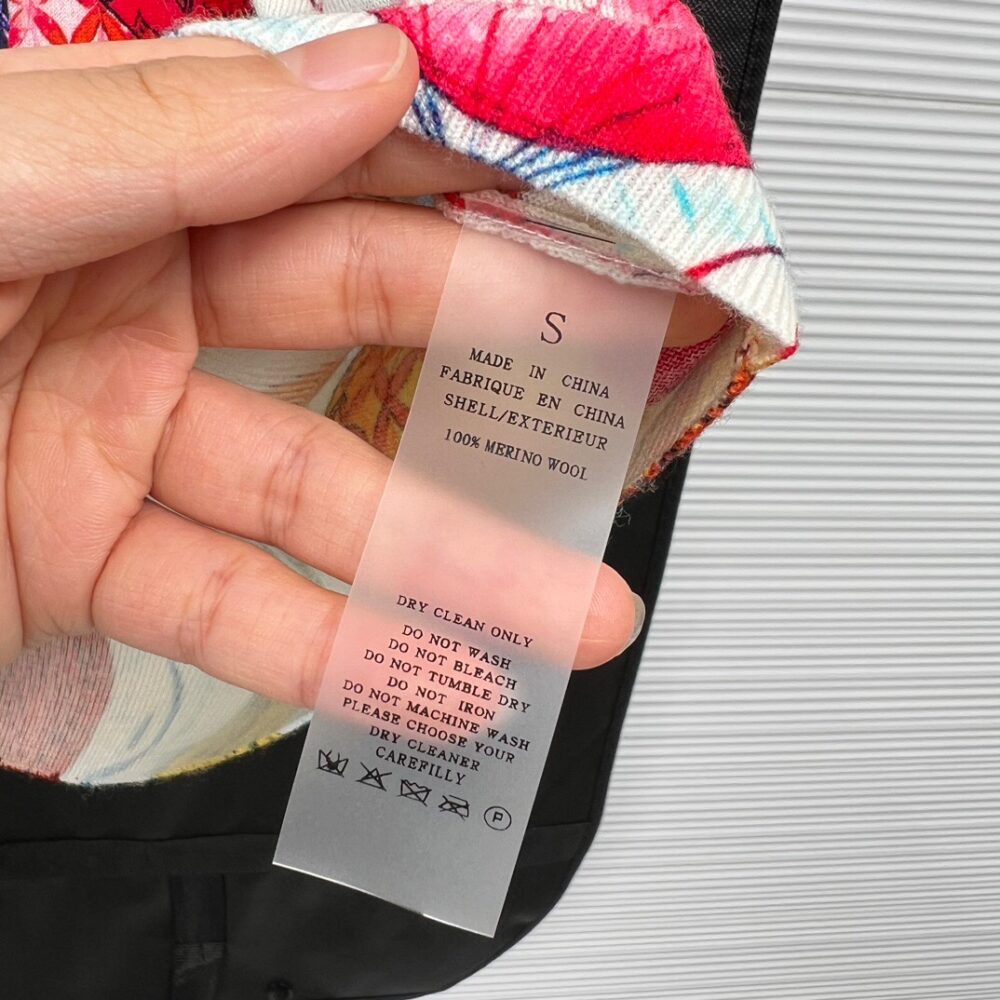 S
MADE IN CHINA
FABRIQUE EN CHINA
SHELL/EXTERIEUR
100% MERINO WOOL
DRY CLEAN ONLY
DO NOT WASH
DO NOT BLEACH
DO NOT TUMBLE DRY
DO NOT IRON
DO NOT MACHINE WASH
PLEASE CHOOSE YOUR
DRY CLEANER
CAREFILLY
P